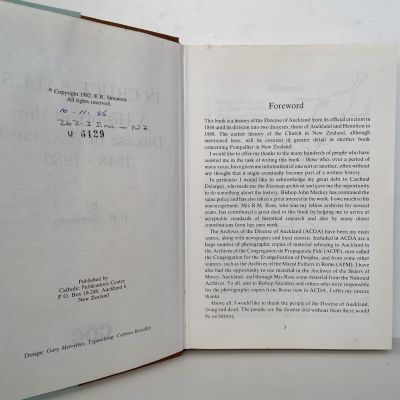 © Copyright 1982, E.R. Simmons
All rights reserved.
10.11.86
262.3 Sim - NZ
U 6129
Published by
Catholic Publications Centre
P.O. Box 18-248, Auckland 6
New Zealand
Design: Gary Merryless. Typesetting: Colyeen Bondley
Foreword
This book is a history of the Diocese of Auckland from its official erection in
1848 until its division into two dioceses, those of Auckland and Hamilton in
1980. The earlier history of the Church in New Zealand, although
mentioned here, will be covered in greater detail in another book
concerning Pompallier in New Zealand.
I would like to offer my thanks to the many hundreds of people who have
assisted me in the task of writing this book – those who, over a period of
many years, have given me information of one sort or another, often without
any thought that it might eventually become part of a written history.
In particular I would like to acknowledge my great debt to Cardinal
Delargey, who made me the diocesan archivist and gave me the opportunity
to do something about the history. Bishop John Mackey has continued the
same policy and has also taken a great interest in the work. I owe much to his
encouragement. Mrs R.M. Ross, who was my fellow archivist for several
years, has contributed a great deal to this book by helping me to arrive at
acceptable standards of historical research and also by many direct
contributions from her own work.
The Archives of the Diocese of Auckland (ACDA) have been my main
source, along with newspapers and local records. Included in ACDA are a
large number of photographic copies of material referring to Auckland in
the Archives of the Congregation de Propaganda Fide (ACPF), now called
the Congregation for the Evangelization of Peoples, and from some other
sources, such as the Archives of the Marist Fathers in Rome (APM). I have
also had the opportunity to use material in the Archives of the Sisters of
Mercy, Auckland, and through Mrs Ross some material from the National
Archives. To all, and to Bishop Snedden and others who were responsible
for the photographic copies from Rome now in ACDA, I offer my sincere
thanks.
Above all, I would like to thank the people of the Diocese of Auckland,
living and dead. The people are the diocese and without them there would
be no history.
3